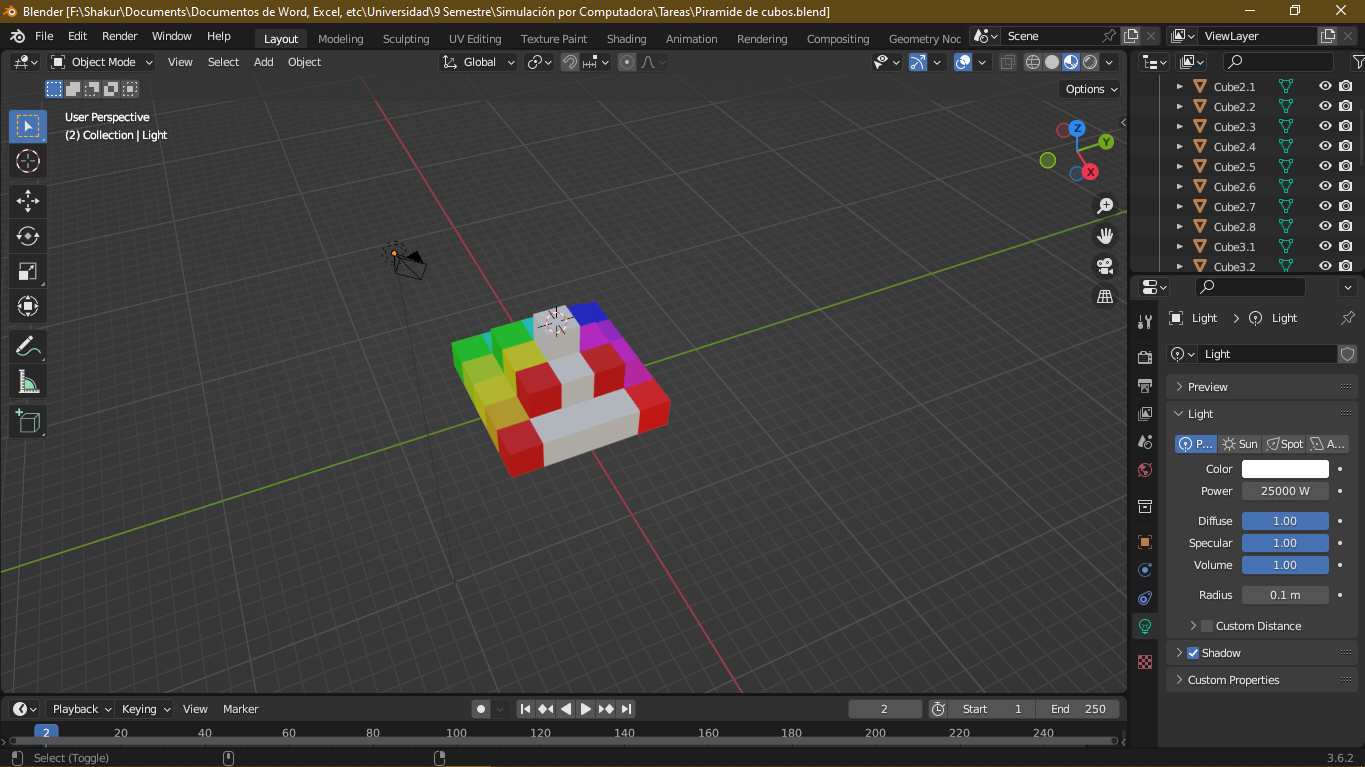 Blender [F:\Shakur\Documents\Documentos de Word, Excel, etc\Universidad\9 Semestre\Simulación por Computadora\Tareas\Piramide de cubos.blend]
File Edit Render Window Help Layout Modeling Sculpting UV Editing Texture Paint Shading Animation Rendering Compositing Geometry Noc Scene ViewLayer
Object Mode View Select Add Object Global
Options
User Perspective
(2) Collection | Light
Z
Y
X
Cube2.1
Cube2.2
Cube2.3
Cube2.4
Cube2.5
Cube2.6
Cube2.7
Cube2.8
Cube3.1
Cube3.2
Light > Light
Light
Preview
Light
P... Sun Spot A...
Color
Power 25000 W
Diffuse 1.00
Specular 1.00
Volume 1.00
Radius 0.1 m
Custom Distance
Shadow
Custom Properties
Playback Keying View Marker 2 Start 1 End 250
2 20 40 60 80 100 120 140 160 180 200 220 240
Select (Toggle) 3.6.2